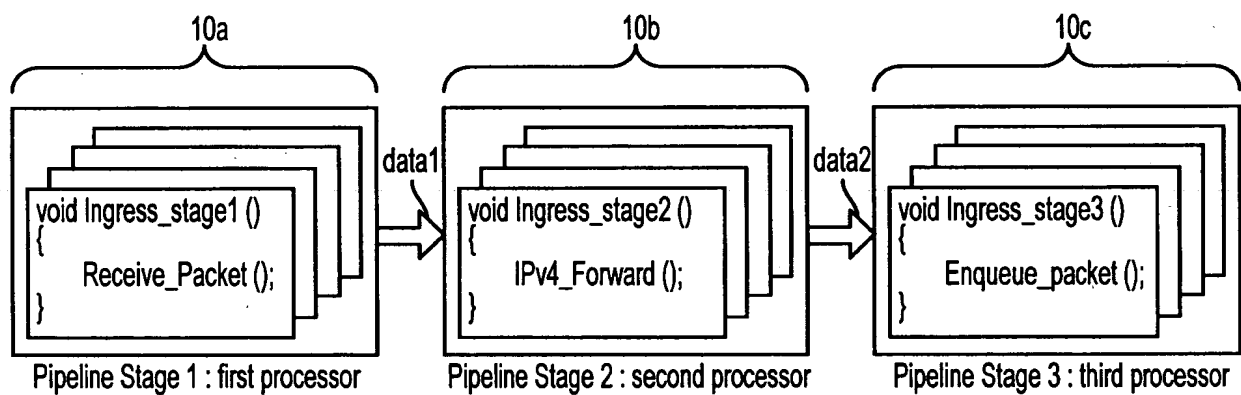 10a
10b
10c
data1
data2
void Ingress_stage1 ()
{
Receive_Packet ();
}
void Ingress_stage2 ()
{
IPv4_Forward ();
}
void Ingress_stage3 ()
{
Enqueue_packet ();
}
Pipeline Stage 1 : first processor
Pipeline Stage 2 : second processor
Pipeline Stage 3 : third processor